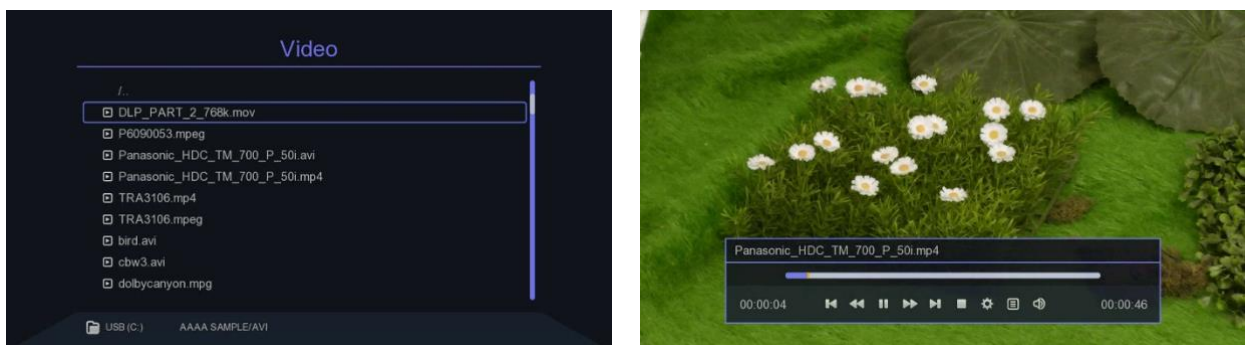 Video
/..
DLP_PART_2_768k.mov
P6090053.mpeg
Panasonic_HDC_TM_700_P_50i.avi
Panasonic_HDC_TM_700_P_50i.mp4
TRA3106.mp4
TRA3106.mpeg
bird.avi
cbw3.avi
dolbycanyon.mpg
USB (C:) AAAA SAMPLE/AVI
Panasonic_HDC_TM_700_P_50i.mp4
00:00:04 00:00:46